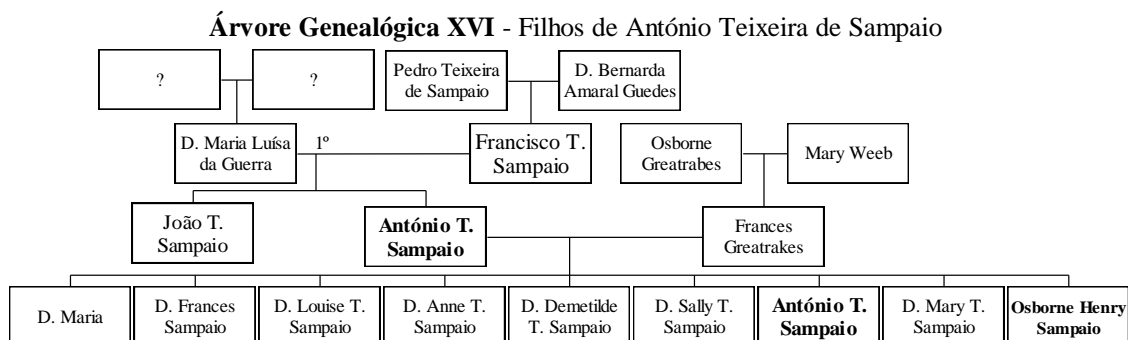 Árvore Genealógica XVI - Filhos de António Teixeira de Sampaio
?
?
Pedro Teixeira
de Sampaio
D. Bernarda
Amaral Guedes
D. Maria Luísa
da Guerra
1º
Francisco T.
Sampaio
Osborne
Greatrabes
Mary Weeb
João T.
Sampaio
António T.
Sampaio
Frances
Greatrakes
D. Maria
D. Frances
Sampaio
D. Louise T.
Sampaio
D. Anne T.
Sampaio
D. Demetilde
T. Sampaio
D. Sally T.
Sampaio
António T.
Sampaio
D. Mary T.
Sampaio
Osborne Henry
Sampaio